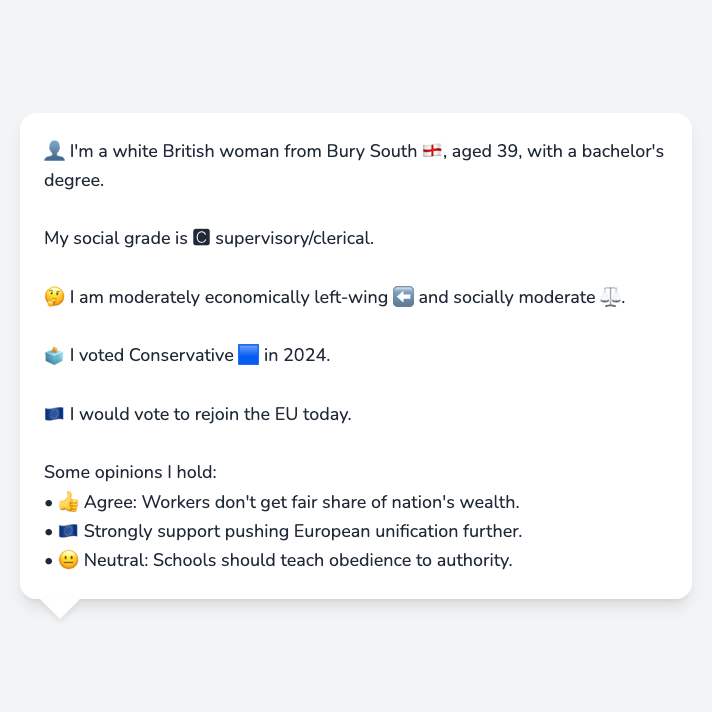 👤 I'm a white British woman from Bury South 🏴󠁧󠁢󠁥󠁮󠁧󠁿, aged 39, with a bachelor's
degree.
My social grade is 🅲 supervisory/clerical.
🤔 I am moderately economically left-wing ⬅️ and socially moderate ⚖️.
🗳️ I voted Conservative 🟦 in 2024.
🇪🇺 I would vote to rejoin the EU today.
Some opinions I hold:
• 👍 Agree: Workers don't get fair share of nation's wealth.
• 🇪🇺 Strongly support pushing European unification further.
• 😐 Neutral: Schools should teach obedience to authority.